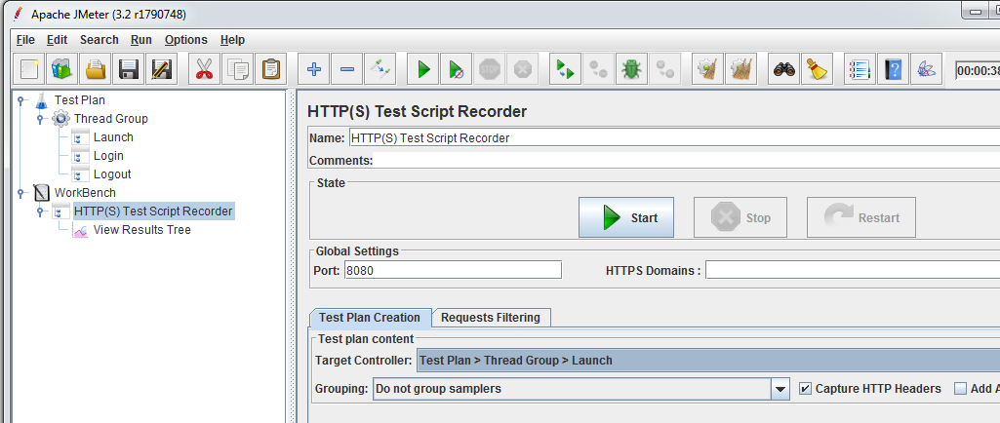 Apache JMeter (3.2 r1790748)
File Edit Search Run Options Help
STOP
00:00:38
Test Plan
Thread Group
Launch
Login
Logout
WorkBench
HTTP(S) Test Script Recorder
View Results Tree
HTTP(S) Test Script Recorder
Name: HTTP(S) Test Script Recorder
Comments:
State
Start Stop Restart
Global Settings
Port: 8080 HTTPS Domains :
Test Plan Creation Requests Filtering
Test plan content
Target Controller: Test Plan > Thread Group > Launch
Grouping: Do not group samplers Capture HTTP Headers Add